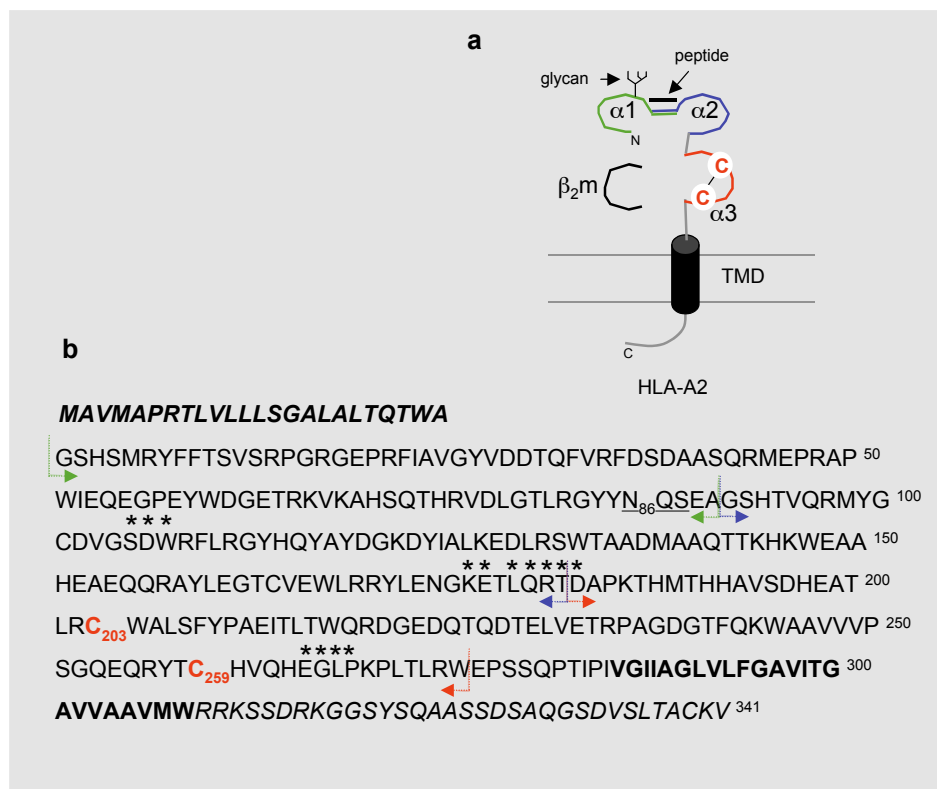 a
peptide
glycan
α1
α2
N
C
β2m
C
α3
TMD
C
HLA-A2
b
MAVMAPRTLVLLLSGALALTQTWA
GSHSMRYFFTSVSRPGRGEPRFIAVGYVDDTQFVRFDSDAASQRMEPRAP 50
WIEQEGPEYWDGETRKVKAHSQTHRVDLGTLRGYYN86QSEAGSHTVQRMYG 100
***
CDVGSDWRFLRGYHQYAYDGKDYIALKEDLRSWTAADMAAQTTKHKWEAA 150
** *****
HEAEQQRAYLEGTCVEWLRRYLENGKETLQRTDAPKTHMTHHAVSDHEAT 200
LRC203WALSFYPAEITLTWQRDGEDQTQDTELVETRPAGDGTFQKWAAVVVP 250
****
SGQEQRYTC259HVQHEGLPKPLTLRWEPSSQPTIPIVGIIAGLVLFGAVITG 300
AVVAAVMWRRKSSDRKGGSYSQAASSDSAQGSDVSLTACKV 341